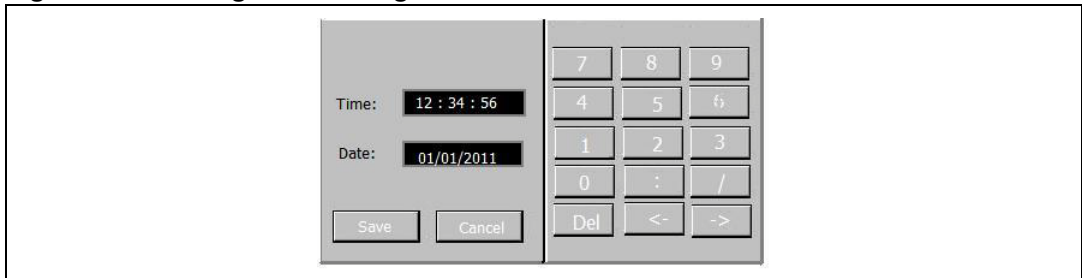 7 8 9
Time: 12 : 34 : 56
4 5 6
Date: 01/01/2011
1 2 3
0 : /
Save Cancel
Del <- ->